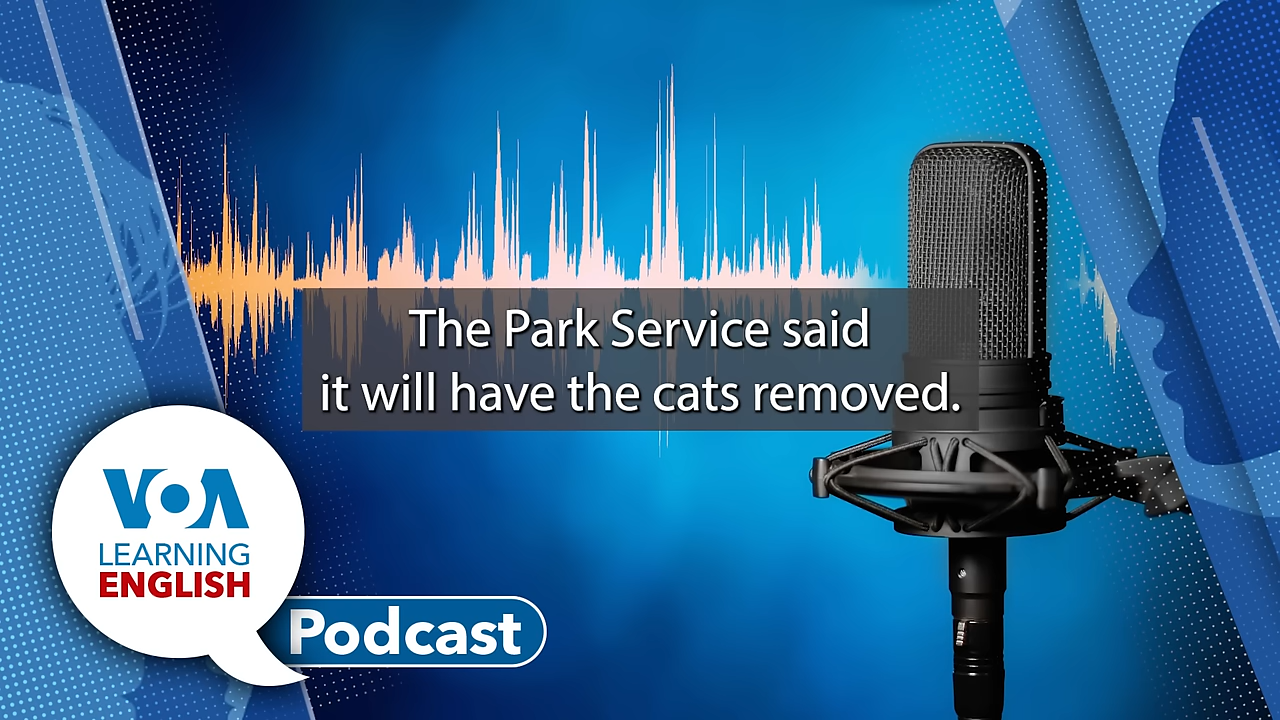 The Park Service said
it will have the cats removed.
VOA
LEARNING
ENGLISH
Podcast